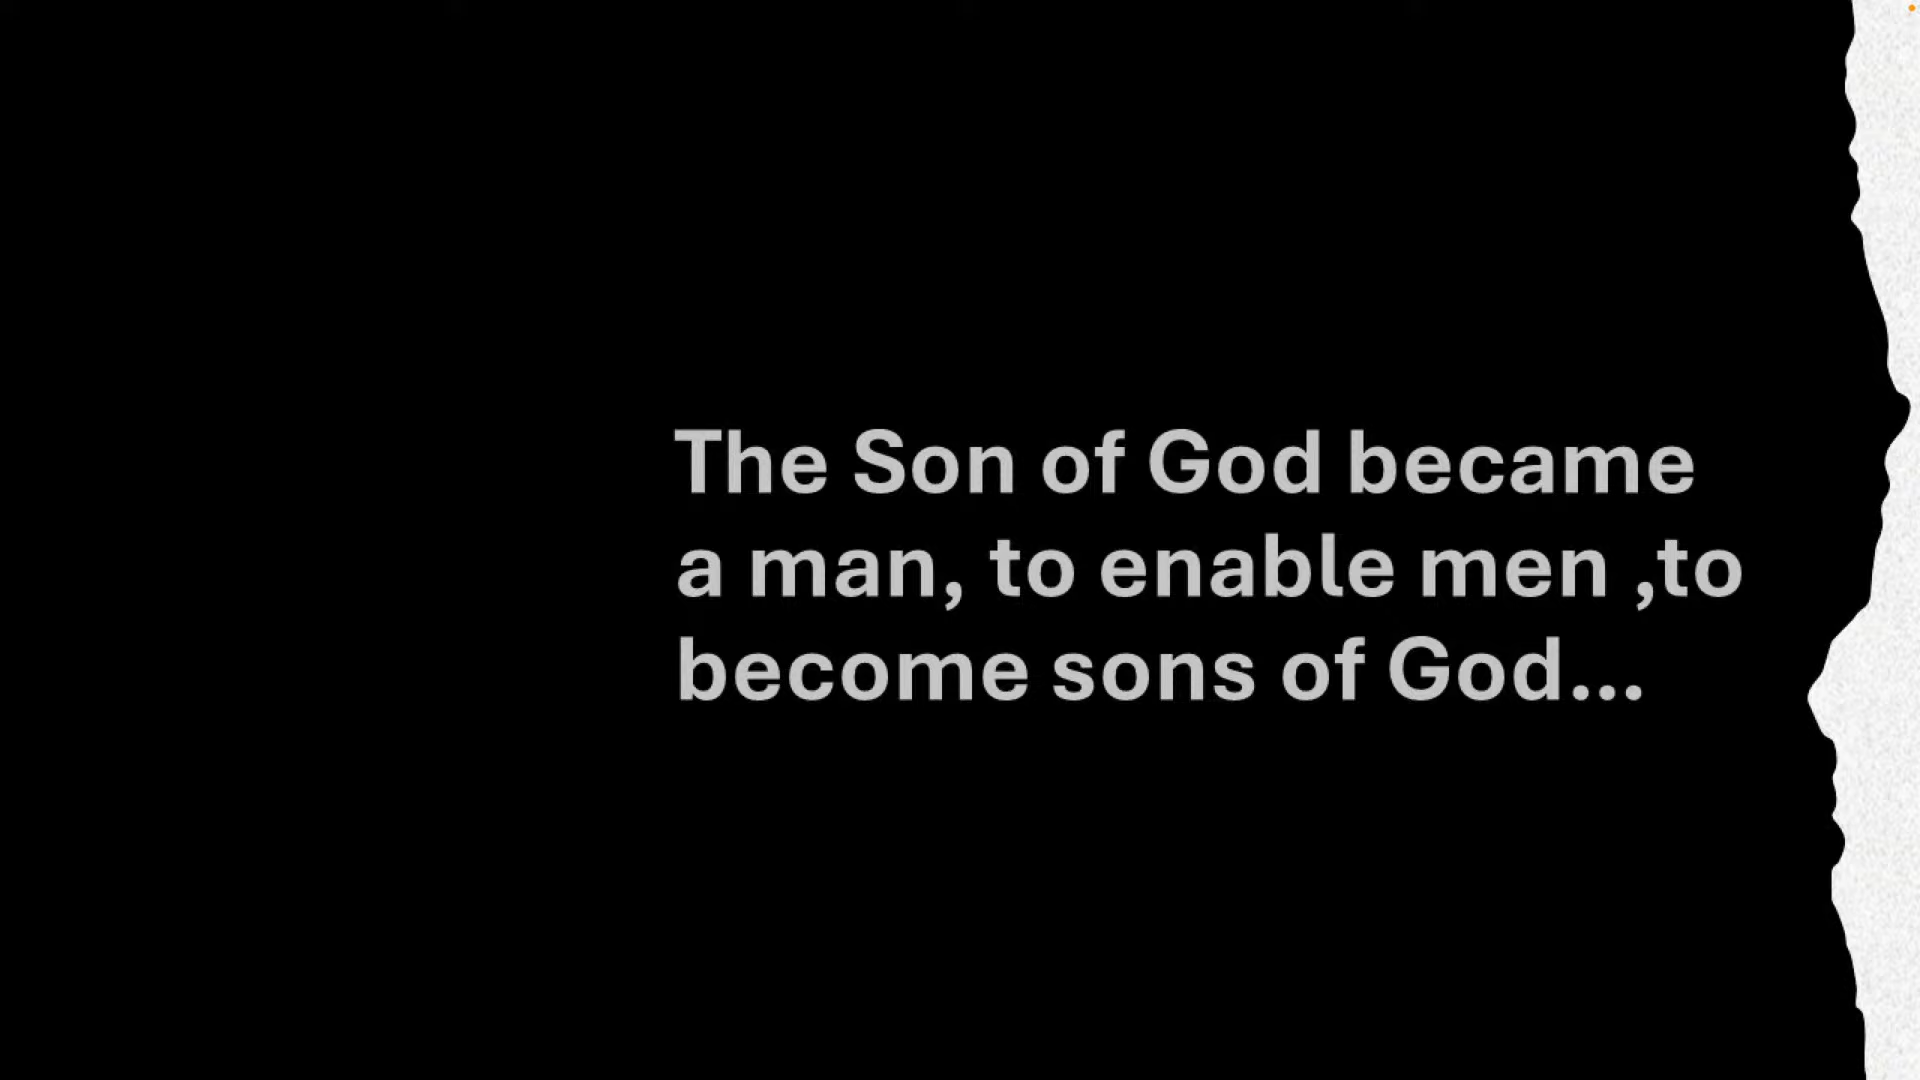 The Son of God became
a man, to enable men ,to
become sons of God...